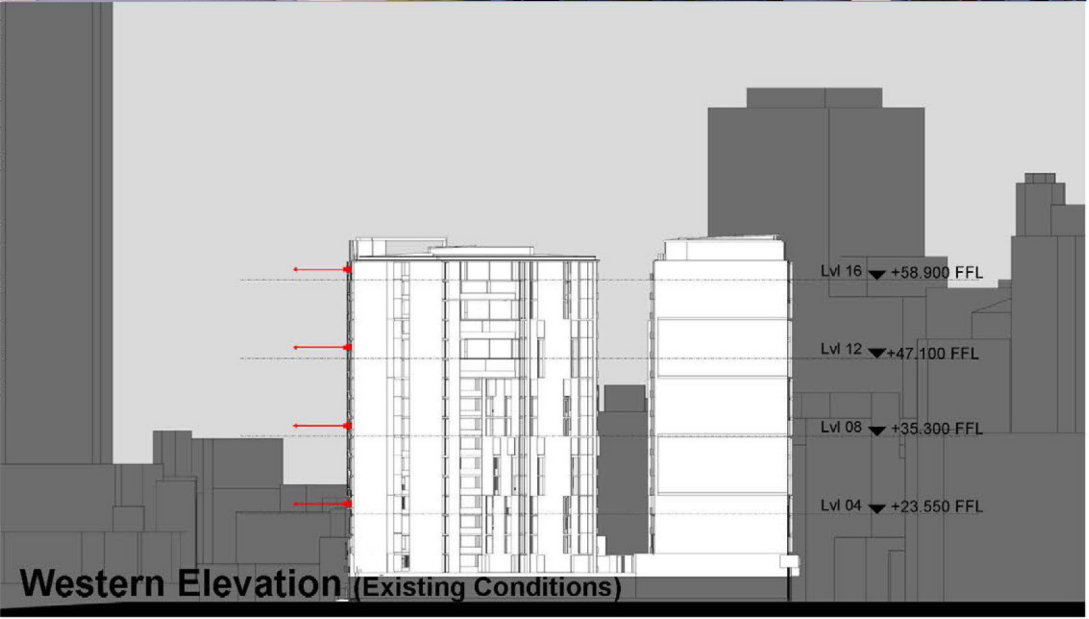 Lvl 16 +58.900 FFL
Lvl 12 +47.100 FFL
Lvl 08 +35.300 FFL
Lvl 04 +23.550 FFL
Western Elevation (Existing Conditions)